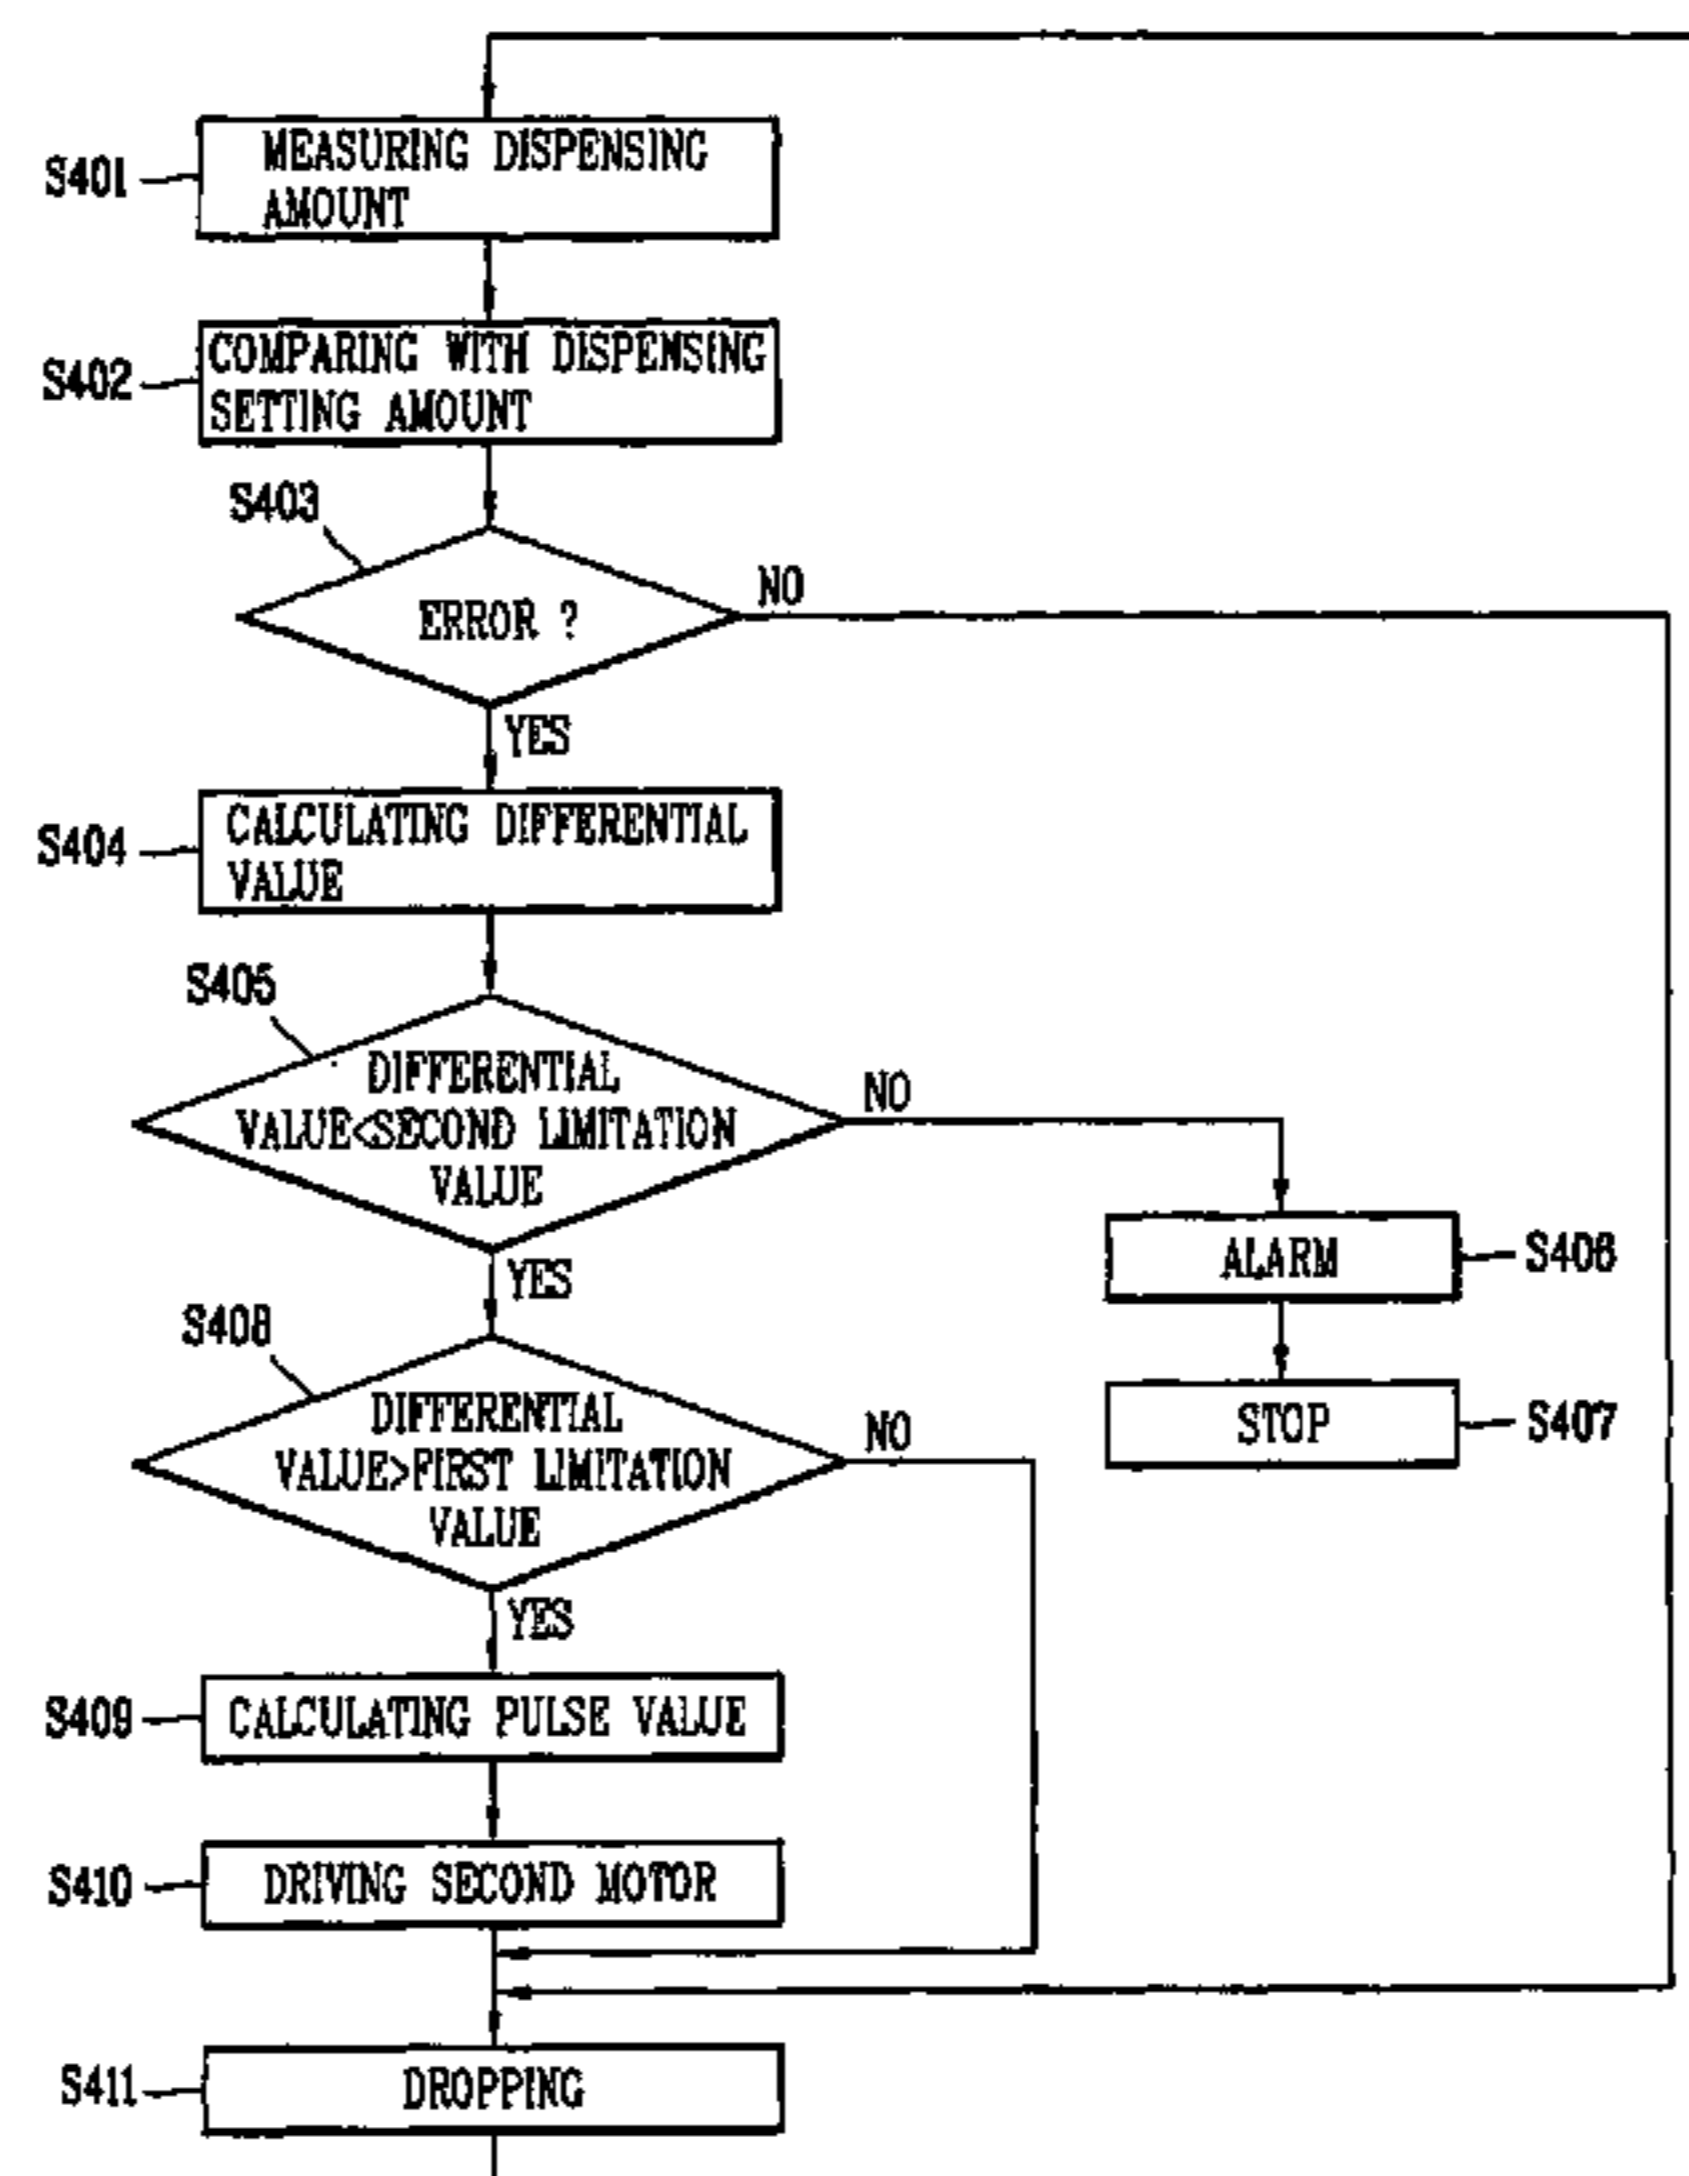 S401
MEASURING DISPENSING
AMOUNT
S402
COMPARING WITH DISPENSING
SETTING AMOUNT
S403
ERROR ?
NO
YES
S404
CALCULATING DIFFERENTIAL
VALUE
S405
DIFFERENTIAL
VALUE<SECOND LIMITATION
VALUE
NO
YES
ALARM
S406
STOP
S407
S408
DIFFERENTIAL
VALUE>FIRST LIMITATION
VALUE
NO
YES
S409
CALCULATING PULSE VALUE
S410
DRIVING SECOND MOTOR
S411
DROPPING